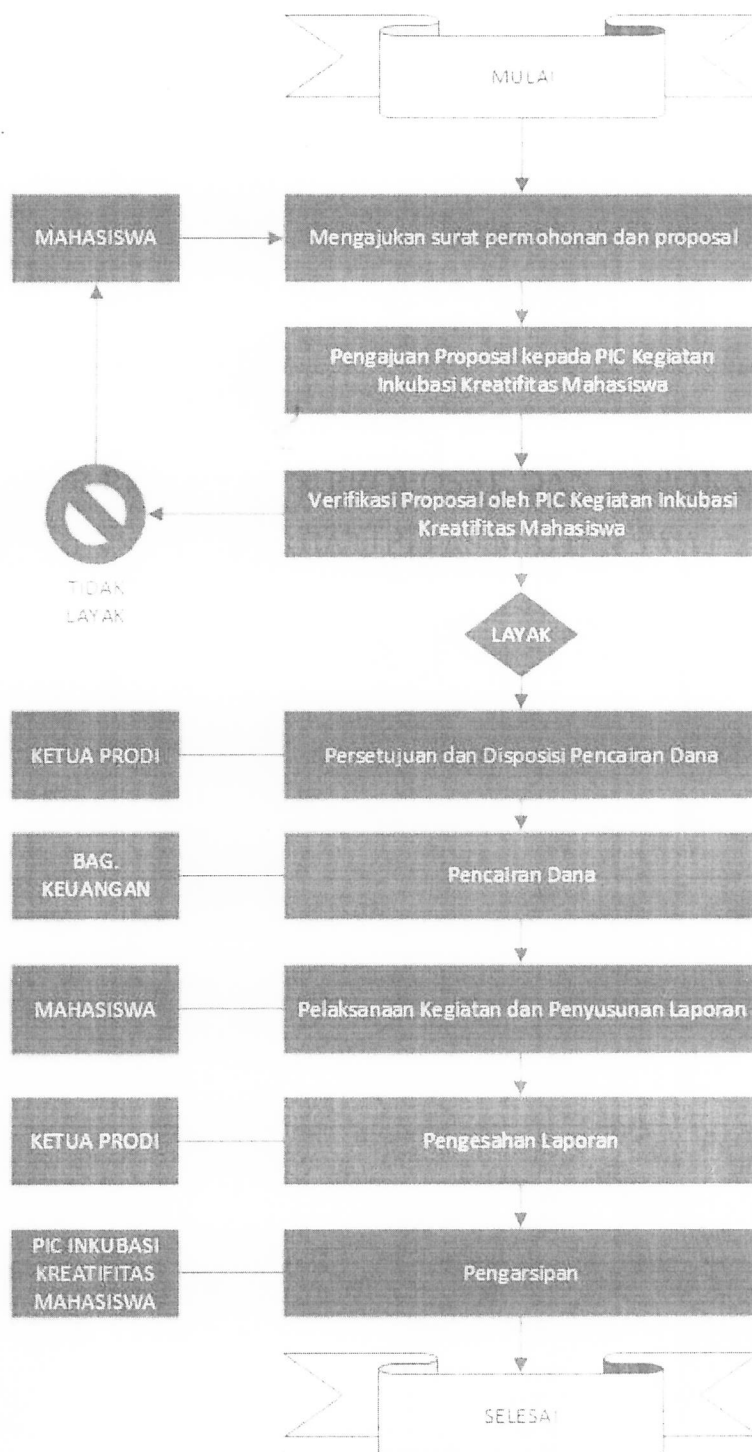 MULAI
MAHASISWA
Mengajukan surat permohonan dan proposal
Pengajuan Proposal kepada PIC Kegiatan
Inkubasi Kreatifitas Mahasiswa
Verifikasi Proposal oleh PIC Kegiatan Inkubasi
Kreatifitas Mahasiswa
TIDAK
LAYAK
LAYAK
KETUA PRODI
Persetujuan dan Disposisi Pencairan Dana
BAG.
KEUANGAN
Pencairan Dana
MAHASISWA
Pelaksanaan Kegiatan dan Penyusunan Laporan
KETUA PRODI
Pengesahan Laporan
PIC INKUBASI
KREATIFITAS
MAHASISWA
Pengarsipan
SELESAI